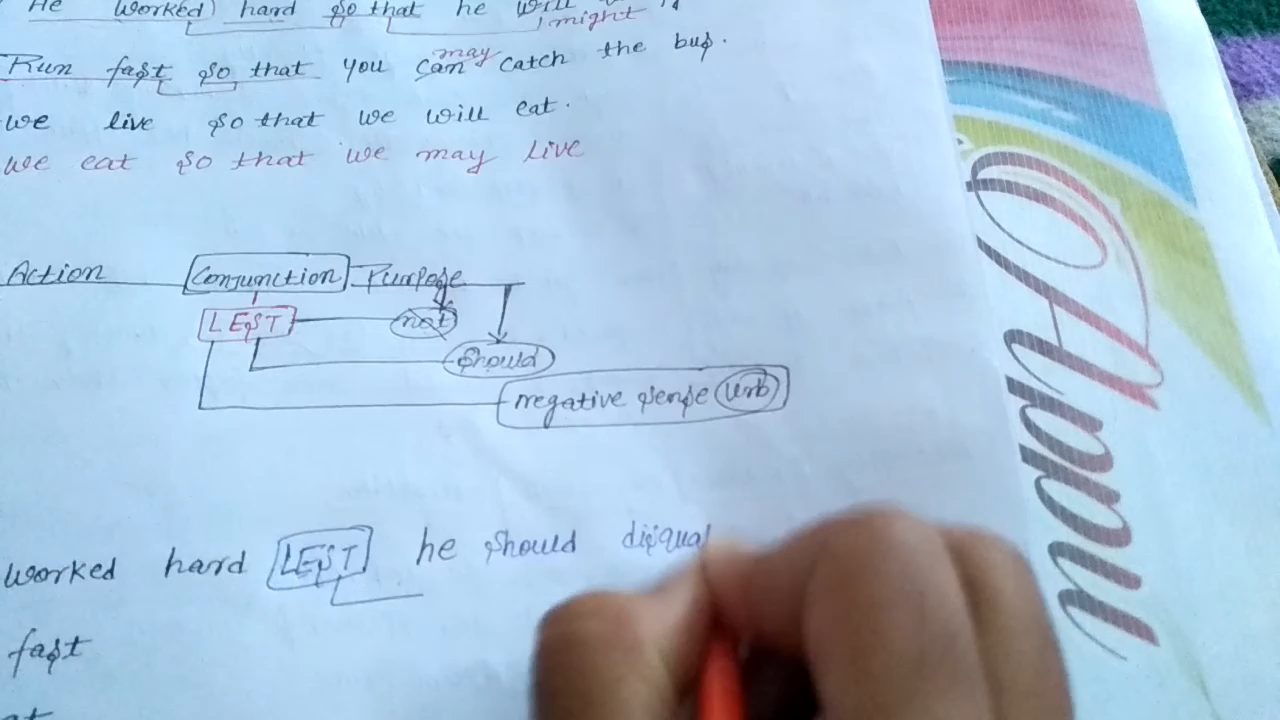 He worked hard so that he will
might
may
Run fast so that you can catch the bus.
we live so that we will eat.
we eat so that we may live
Action Conjunction Purpose
LEST not
should
negative sense verb
worked hard LEST he should disqual
fast